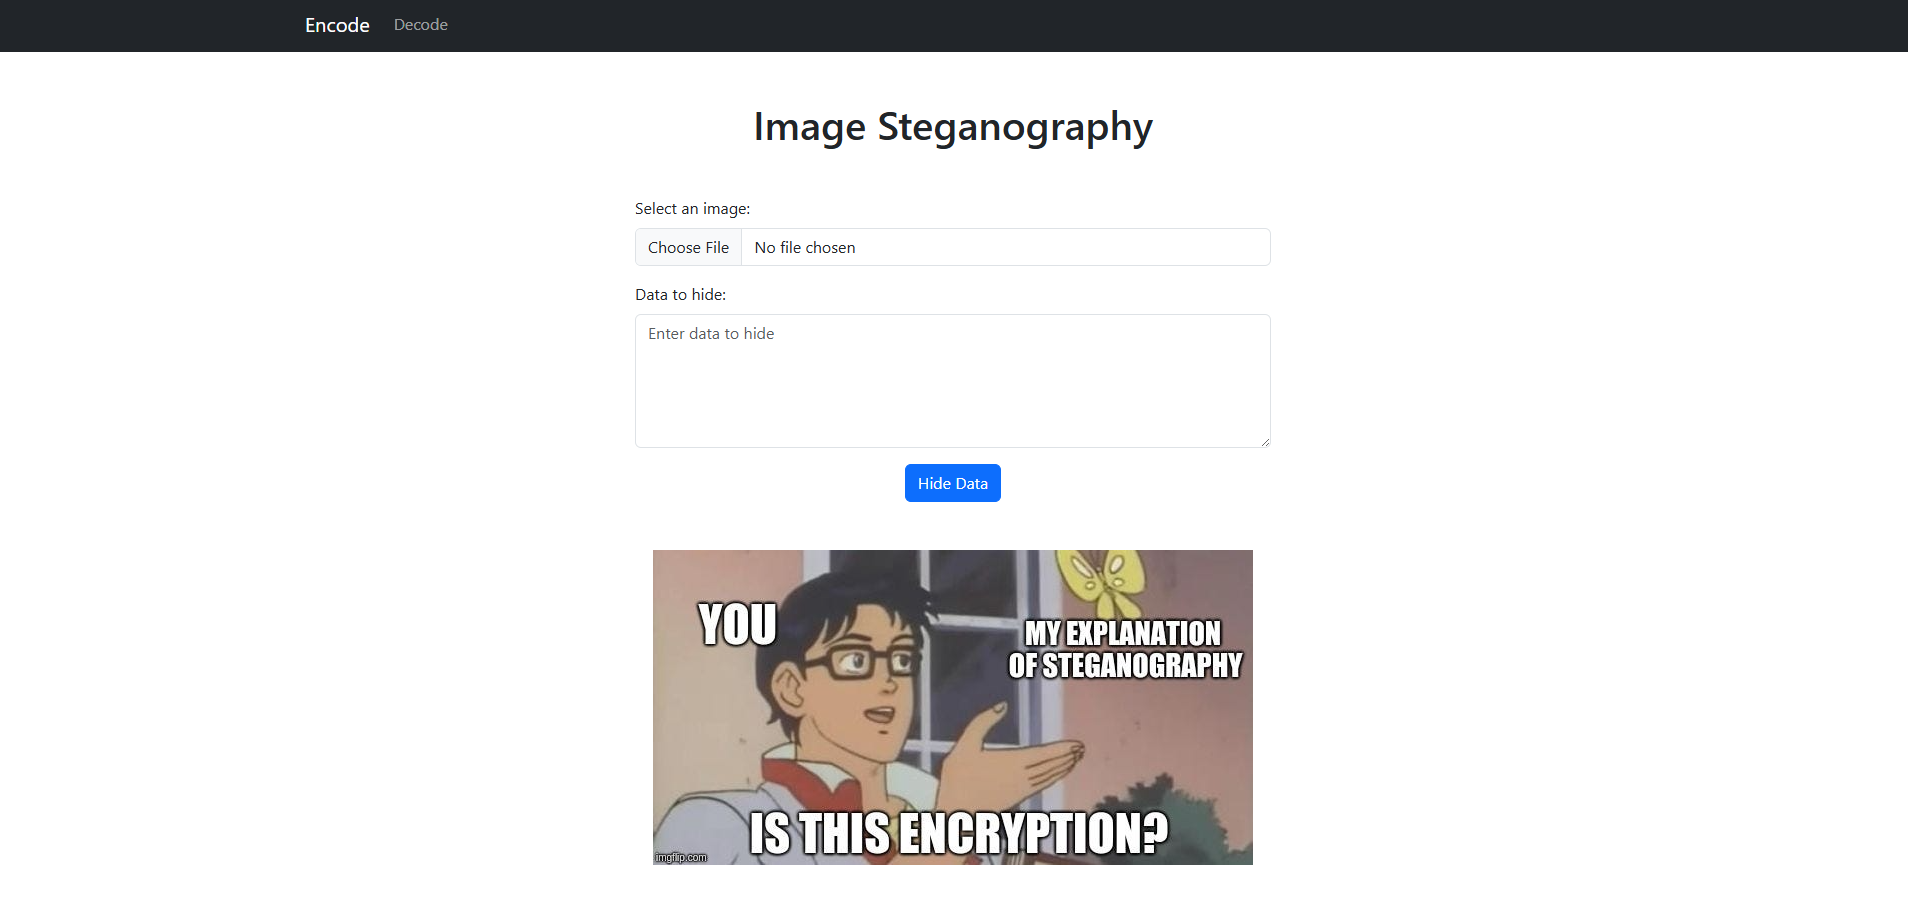 Encode Decode
Image Steganography
Select an image:
Choose File No file chosen
Data to hide:
Enter data to hide
Hide Data
YOU
MY EXPLANATION
OF STEGANOGRAPHY
IS THIS ENCRYPTION?
imgflip.com